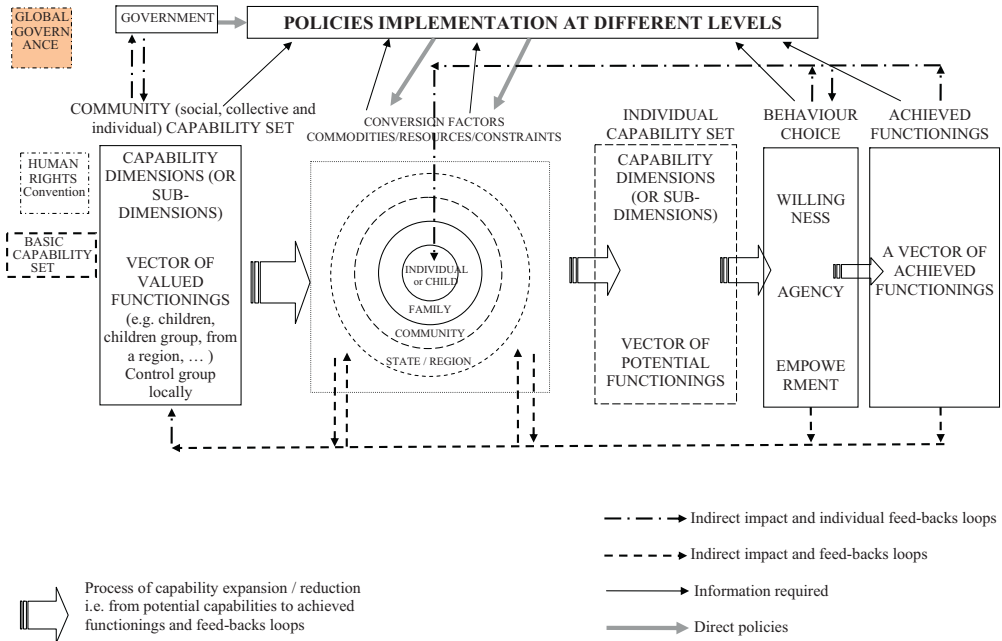 GLOBAL
GOVERN
ANCE
GOVERNMENT
POLICIES IMPLEMENTATION AT DIFFERENT LEVELS
COMMUNITY (social, collective and
individual) CAPABILITY SET
CONVERSION FACTORS
COMMODITIES/RESOURCES/CONSTRAINTS
INDIVIDUAL
CAPABILITY SET
BEHAVIOUR
CHOICE
ACHIEVED
FUNCTIONINGS
HUMAN
RIGHTS
Convention
BASIC
CAPABILITY
SET
CAPABILITY
DIMENSIONS (OR
SUB-
DIMENSIONS)
VECTOR OF
VALUED
FUNCTIONINGS
(e.g. children,
children group, from
a region, … )
Control group
locally
INDIVIDUAL
or CHILD
FAMILY
COMMUNITY
STATE / REGION
CAPABILITY
DIMENSIONS
(OR SUB-
DIMENSIONS)
VECTOR OF
POTENTIAL
FUNCTIONINGS
WILLING
NESS
AGENCY
EMPOWE
RMENT
A VECTOR OF
ACHIEVED
FUNCTIONINGS
Indirect impact and individual feed-backs loops
Indirect impact and feed-backs loops
Information required
Direct policies
Process of capability expansion / reduction
i.e. from potential capabilities to achieved
functionings and feed-backs loops